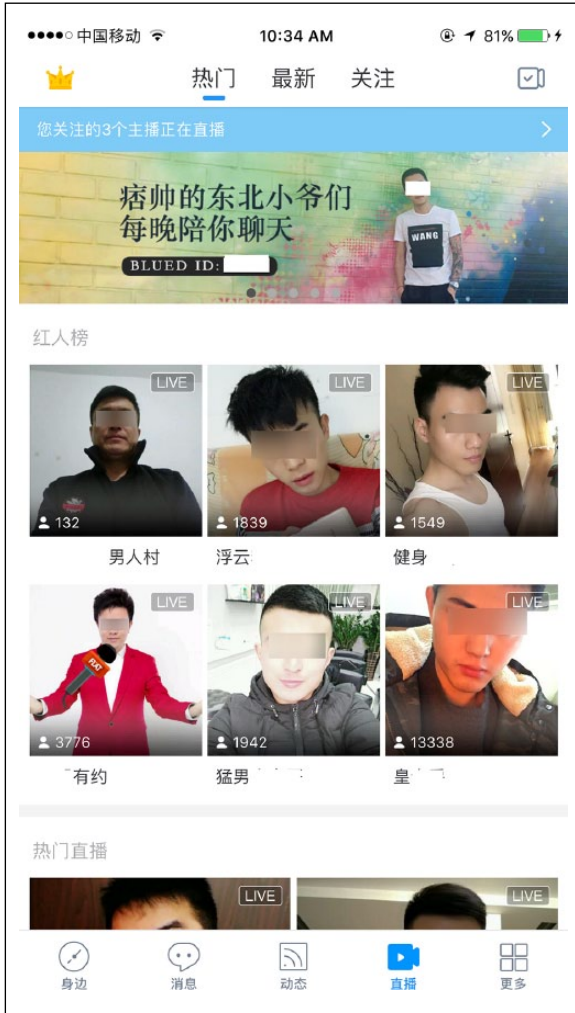 中国移动
10:34 AM
81%
热门
最新
关注
您关注的3个主播正在直播
痞帅的东北小爷们
每晚陪你聊天
BLUED ID:
WANG
红人榜
LIVE
LIVE
LIVE
132
1839
1549
男人村
浮云
健身
LIVE
LIVE
LIVE
3776
1942
13338
有约
猛男
皇
热门直播
LIVE
LIVE
身边
消息
动态
直播
更多